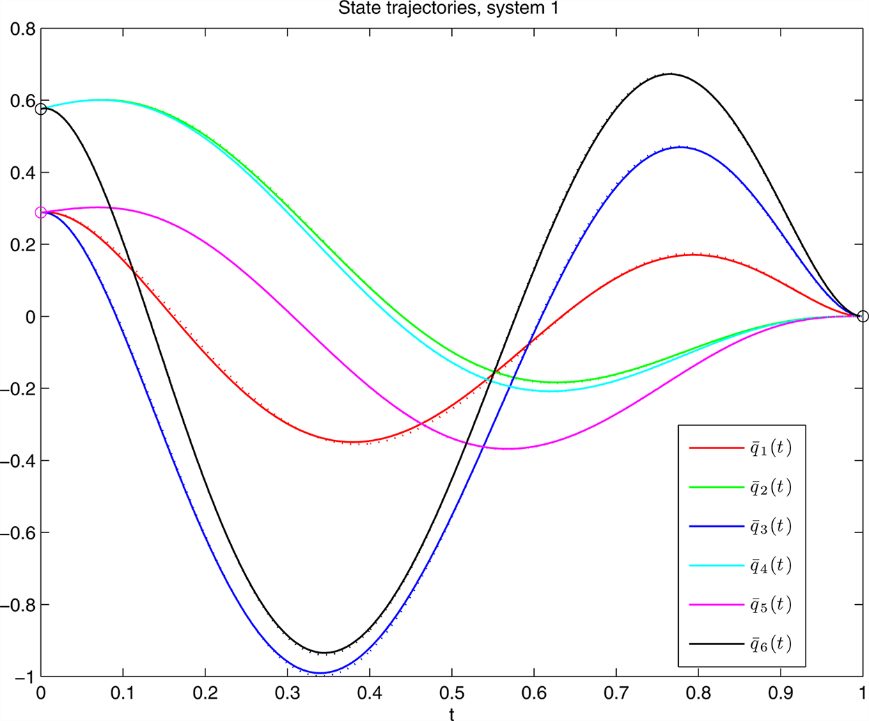 State trajectories, system 1
0.8
0.6
0.4
0.2
0
−0.2
−0.4
−0.6
−0.8
−1
0 0.1 0.2 0.3 0.4 0.5 0.6 0.7 0.8 0.9 1
t
q̄₁(t)
q̄₂(t)
q̄₃(t)
q̄₄(t)
q̄₅(t)
q̄₆(t)